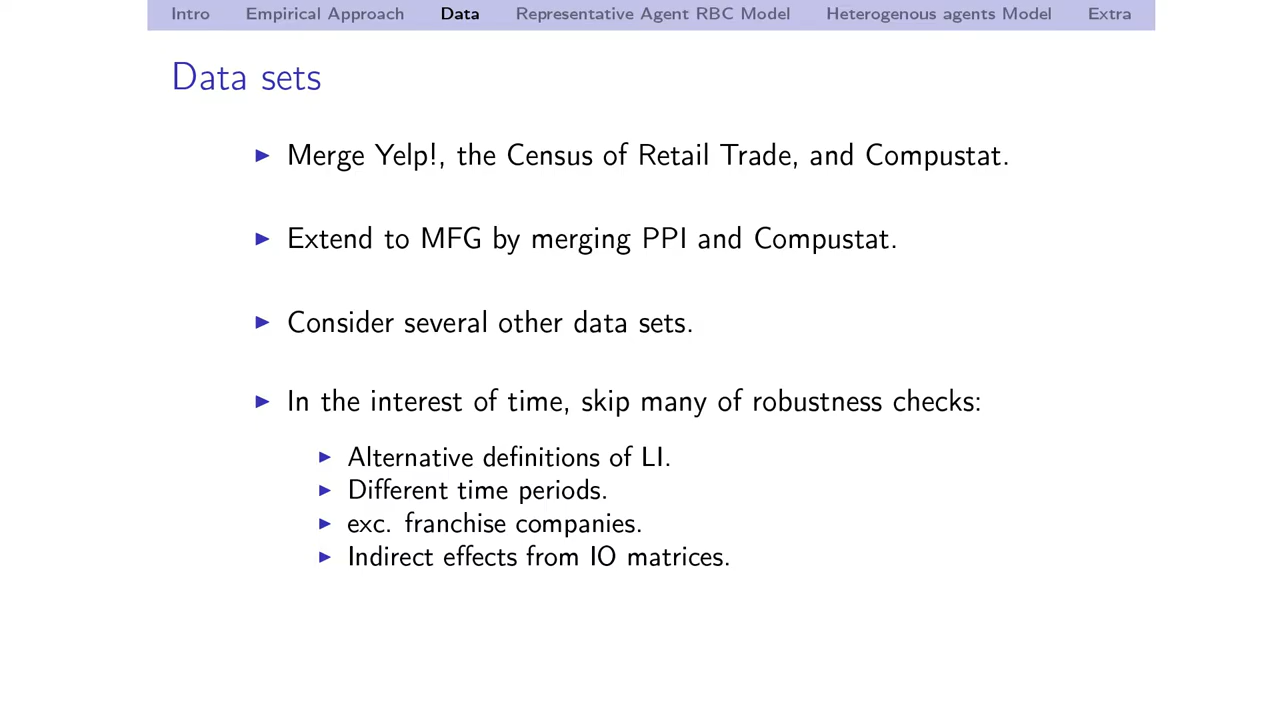 Intro Empirical Approach Data Representative Agent RBC Model Heterogenous agents Model Extra
Data sets
Merge Yelp!, the Census of Retail Trade, and Compustat.
Extend to MFG by merging PPI and Compustat.
Consider several other data sets.
In the interest of time, skip many of robustness checks:
Alternative definitions of LI.
Different time periods.
exc. franchise companies.
Indirect effects from IO matrices.